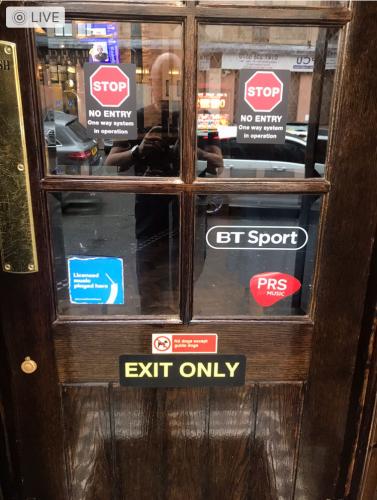 LIVE
STOP
NO ENTRY
One way system
in operation
STOP
NO ENTRY
One way system
in operation
BT Sport
Licensed music
played here
PRS
MUSIC
No dogs except
guide dogs
EXIT ONLY